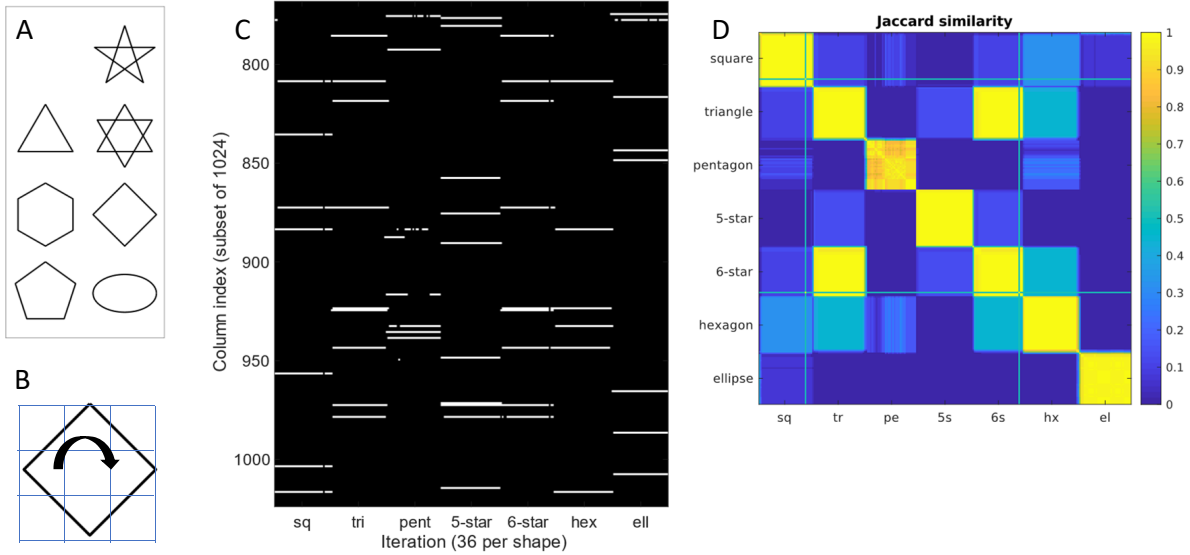 A
B
C
Column index (subset of 1024)
800
850
900
950
1000
sq tri pent 5-star 6-star hex ell
Iteration (36 per shape)
D
Jaccard similarity
square
triangle
pentagon
5-star
6-star
hexagon
ellipse
sq tr pe 5s 6s hx el
1
0.9
0.8
0.7
0.6
0.5
0.4
0.3
0.2
0.1
0